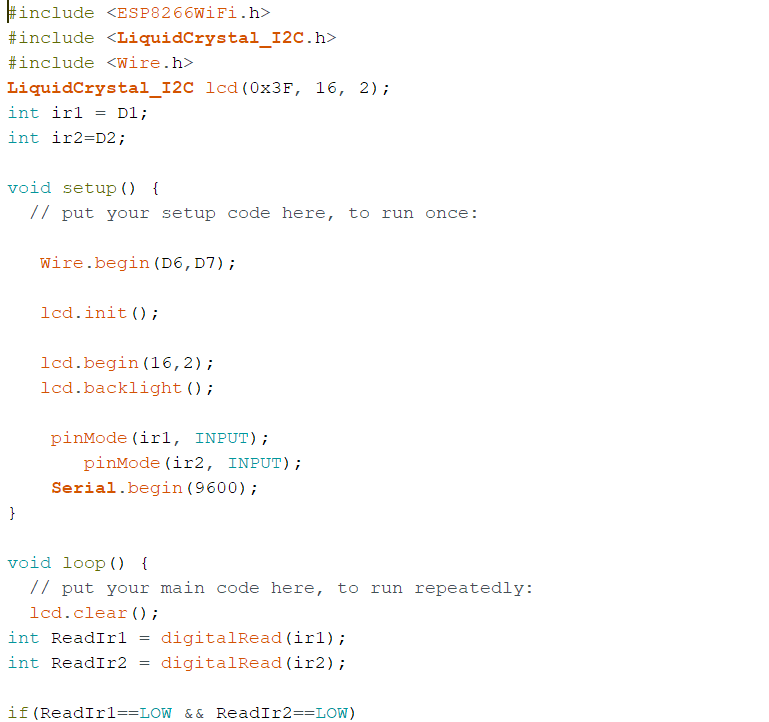 #include <ESP8266WiFi.h>
#include <LiquidCrystal_I2C.h>
#include <Wire.h>
LiquidCrystal_I2C lcd(0x3F, 16, 2);
int ir1 = D1;
int ir2=D2;
void setup() {
// put your setup code here, to run once:
Wire.begin(D6,D7);
lcd.init();
lcd.begin(16,2);
lcd.backlight();
pinMode(ir1, INPUT);
pinMode(ir2, INPUT);
Serial.begin(9600);
}
void loop() {
// put your main code here, to run repeatedly:
lcd.clear();
int ReadIr1 = digitalRead(ir1);
int ReadIr2 = digitalRead(ir2);
if(ReadIr1==LOW && ReadIr2==LOW)